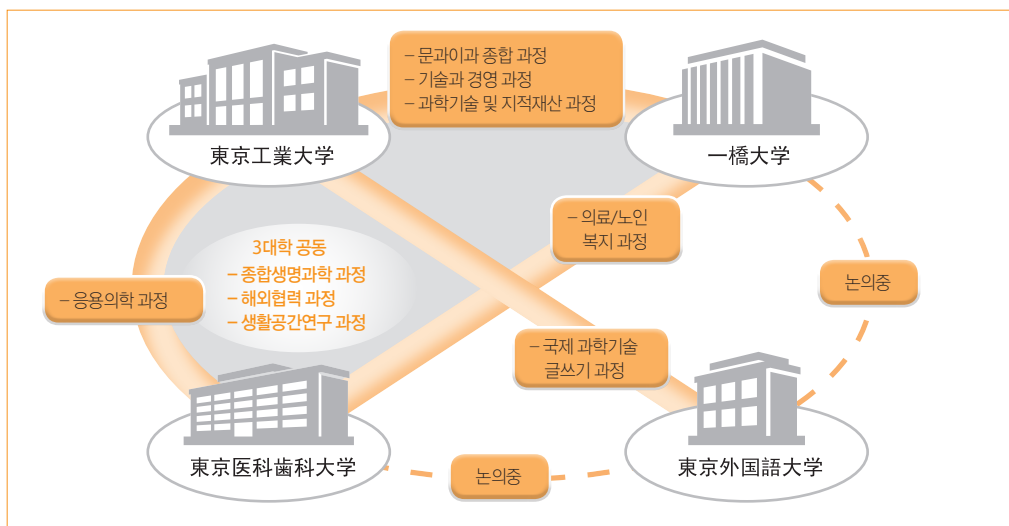 – 문과이과 종합 과정
– 기술과 경영 과정
– 과학기술 및 지적재산 과정
東京工業大学
一橋大学
– 의료/노인
복지 과정
3대학 공동
– 종합생명과학 과정
– 해외협력 과정
– 생활공간연구 과정
– 응용의학 과정
논의중
– 국제 과학기술
글쓰기 과정
東京医科歯科大学
東京外国語大学
논의중